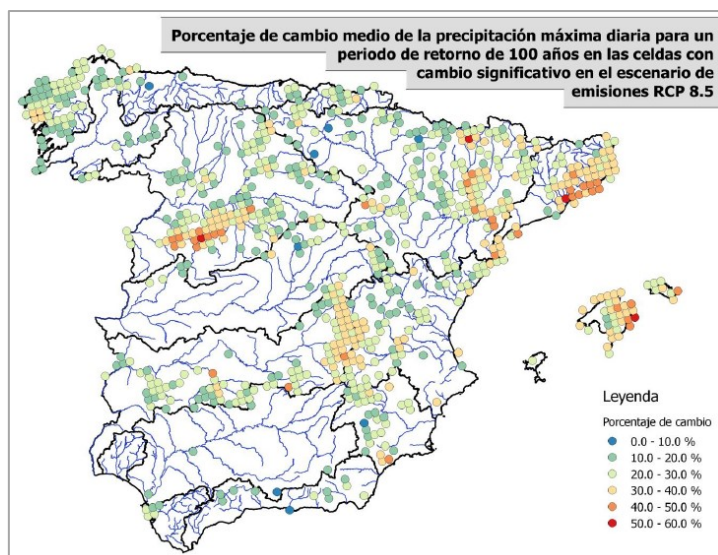 Porcentaje de cambio medio de la precipitación máxima diaria para un
periodo de retorno de 100 años en las celdas con
cambio significativo en el escenario de
emisiones RCP 8.5
Leyenda
Porcentaje de cambio
0.0 - 10.0 %
10.0 - 20.0 %
20.0 - 30.0 %
30.0 - 40.0 %
40.0 - 50.0 %
50.0 - 60.0 %